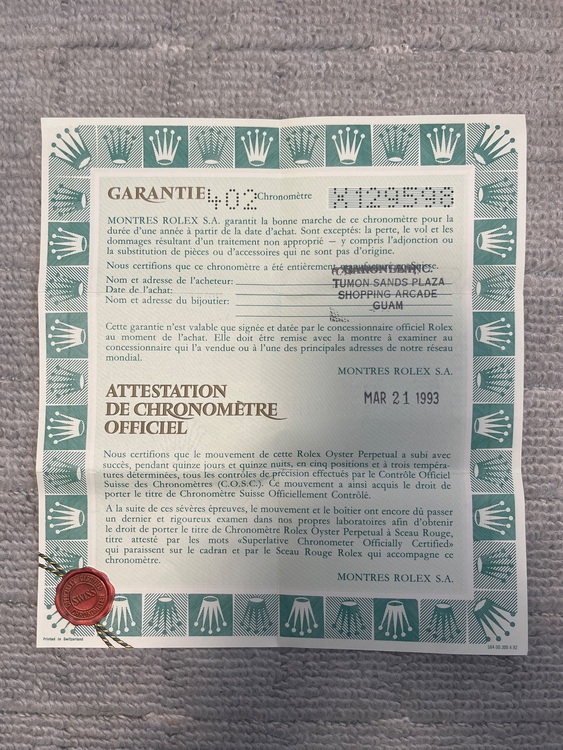 GARANTIE 402 Chronomètre X129598
MONTRES ROLEX S.A. garantit la bonne marche de ce chronomètre pour la
durée d'une année à partir de la date d'achat. Sont exceptés: la perte, le vol et les
dommages résultant d'un traitement non approprié – y compris l'adjonction ou
la substitution de pièces ou d'accessoires qui ne sont pas d'origine.
Nous certifions que ce chronomètre a été entièrement Suisse.
Nom et adresse de l'acheteur:
TUMON SANDS PLAZA
Date de l'achat:
SHOPPING ARCADE
Nom et adresse du bijoutier:
GUAM
Cette garantie n'est valable que signée et datée par le concessionnaire officiel Rolex
au moment de l'achat. Elle doit être remise avec la montre à examiner au
concessionnaire qui l'a vendue ou à l'une des principales adresses de notre réseau
mondial.
MONTRES ROLEX S.A.
MAR 21 1993
ATTESTATION
DE CHRONOMÈTRE
OFFICIEL
Nous certifions que le mouvement de cette Rolex Oyster Perpetual a subi avec
succès, pendant quinze jours et quinze nuits, en cinq positions et à trois tempéra-
tures déterminées, tous les contrôles de précision effectués par le Contrôle Officiel
Suisse des Chronomètres (C.O.S.C.). Ce mouvement a ainsi acquis le droit de
porter le titre de Chronomètre Suisse Officiellement Contrôlé.
A la suite de ces sévères épreuves, le mouvement et le boîtier ont encore dû passer
un dernier et rigoureux examen dans nos propres laboratoires afin d'obtenir
le droit de porter le titre de Chronomètre Rolex Oyster Perpetual à Sceau Rouge,
titre attesté par les mots «Superlative Chronometer Officially Certified»
qui paraissent sur le cadran et par le Sceau Rouge Rolex qui accompagne ce
chronomètre.
MONTRES ROLEX S.A.
Printed in Switzerland